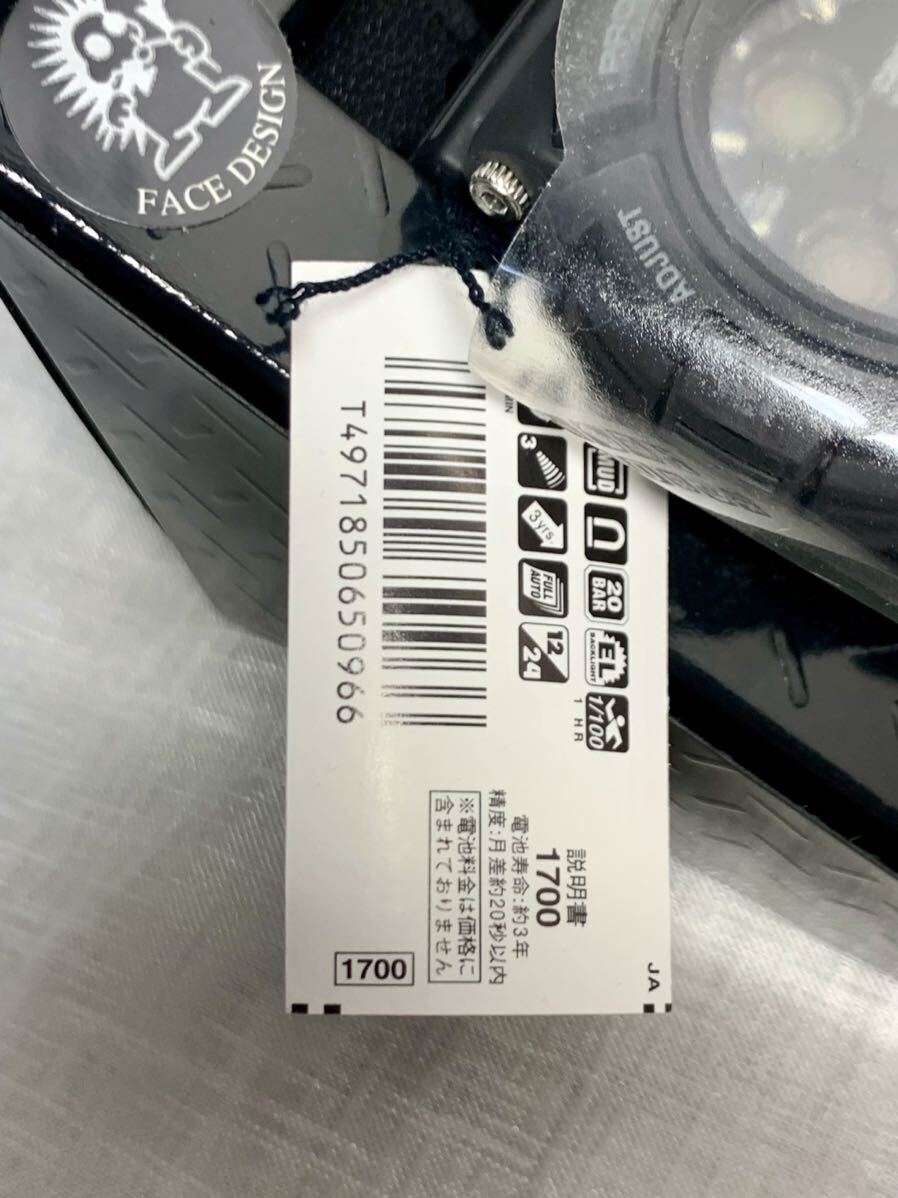 FACE DESIGN
ADJUST
T4971850650966
MIN
3
MUD
3yrs.
20
BAR
FULL
AUTO
EL
BACKLIGHT
12/24
1/100
1 HR
説明書
1700
電池寿命:約3年
精度:月差約20秒以内
※電池料金は価格に
含まれておりません
1700
JA